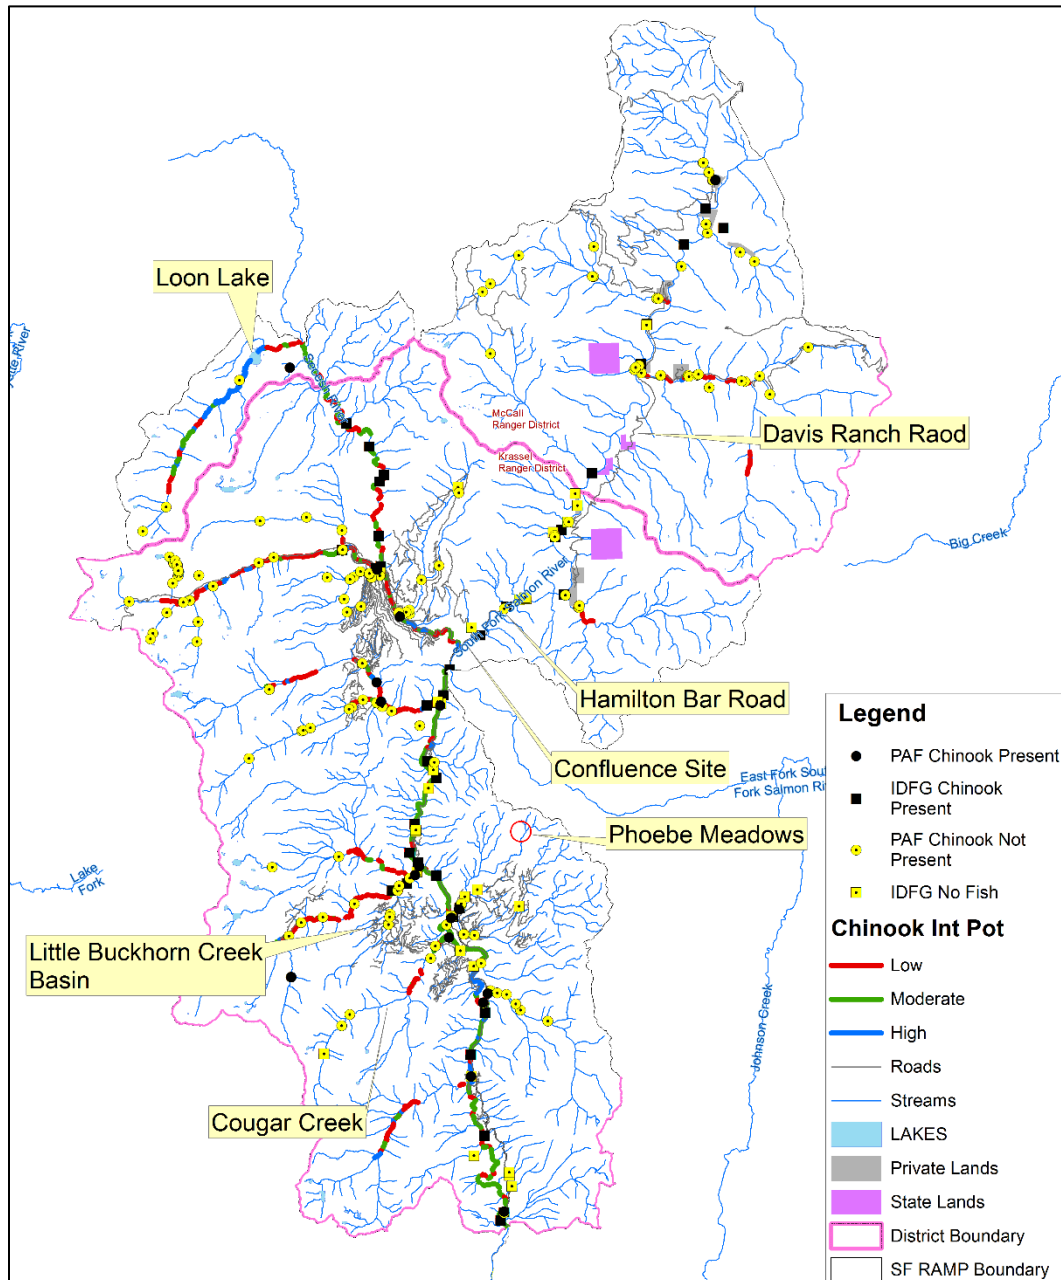 Loon Lake
McCall
Ranger District
Krassel
Ranger District
Davis Ranch Raod
Big Creek
South Fork Salmon River
Hamilton Bar Road
Confluence Site
East Fork Sou
Fork Salmon Ri
Phoebe Meadows
Lake
Fork
Little Buckhorn Creek
Basin
Johnson Creek
Cougar Creek
Legend
PAF Chinook Present
IDFG Chinook
Present
PAF Chinook Not
Present
IDFG No Fish
Chinook Int Pot
Low
Moderate
High
Roads
Streams
LAKES
Private Lands
State Lands
District Boundary
SF RAMP Boundary